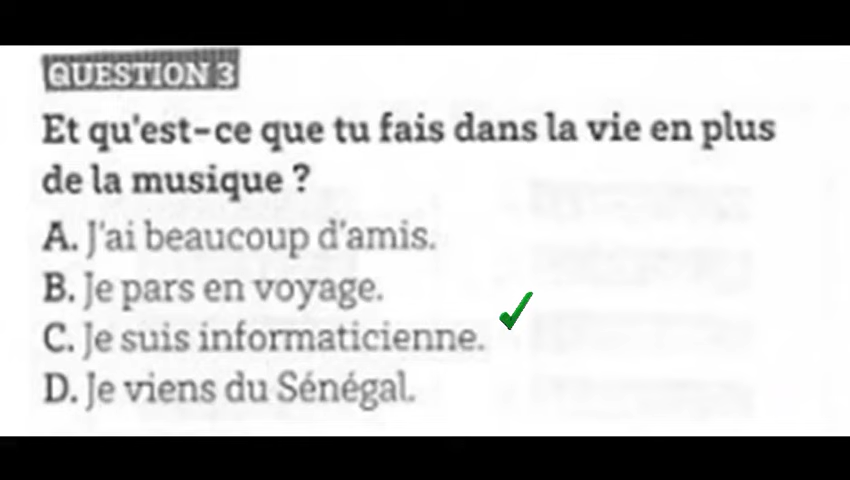 QUESTION 3
Et qu'est-ce que tu fais dans la vie en plus
de la musique ?
A. J'ai beaucoup d'amis.
B. Je pars en voyage.
C. Je suis informaticienne.
D. Je viens du Sénégal.